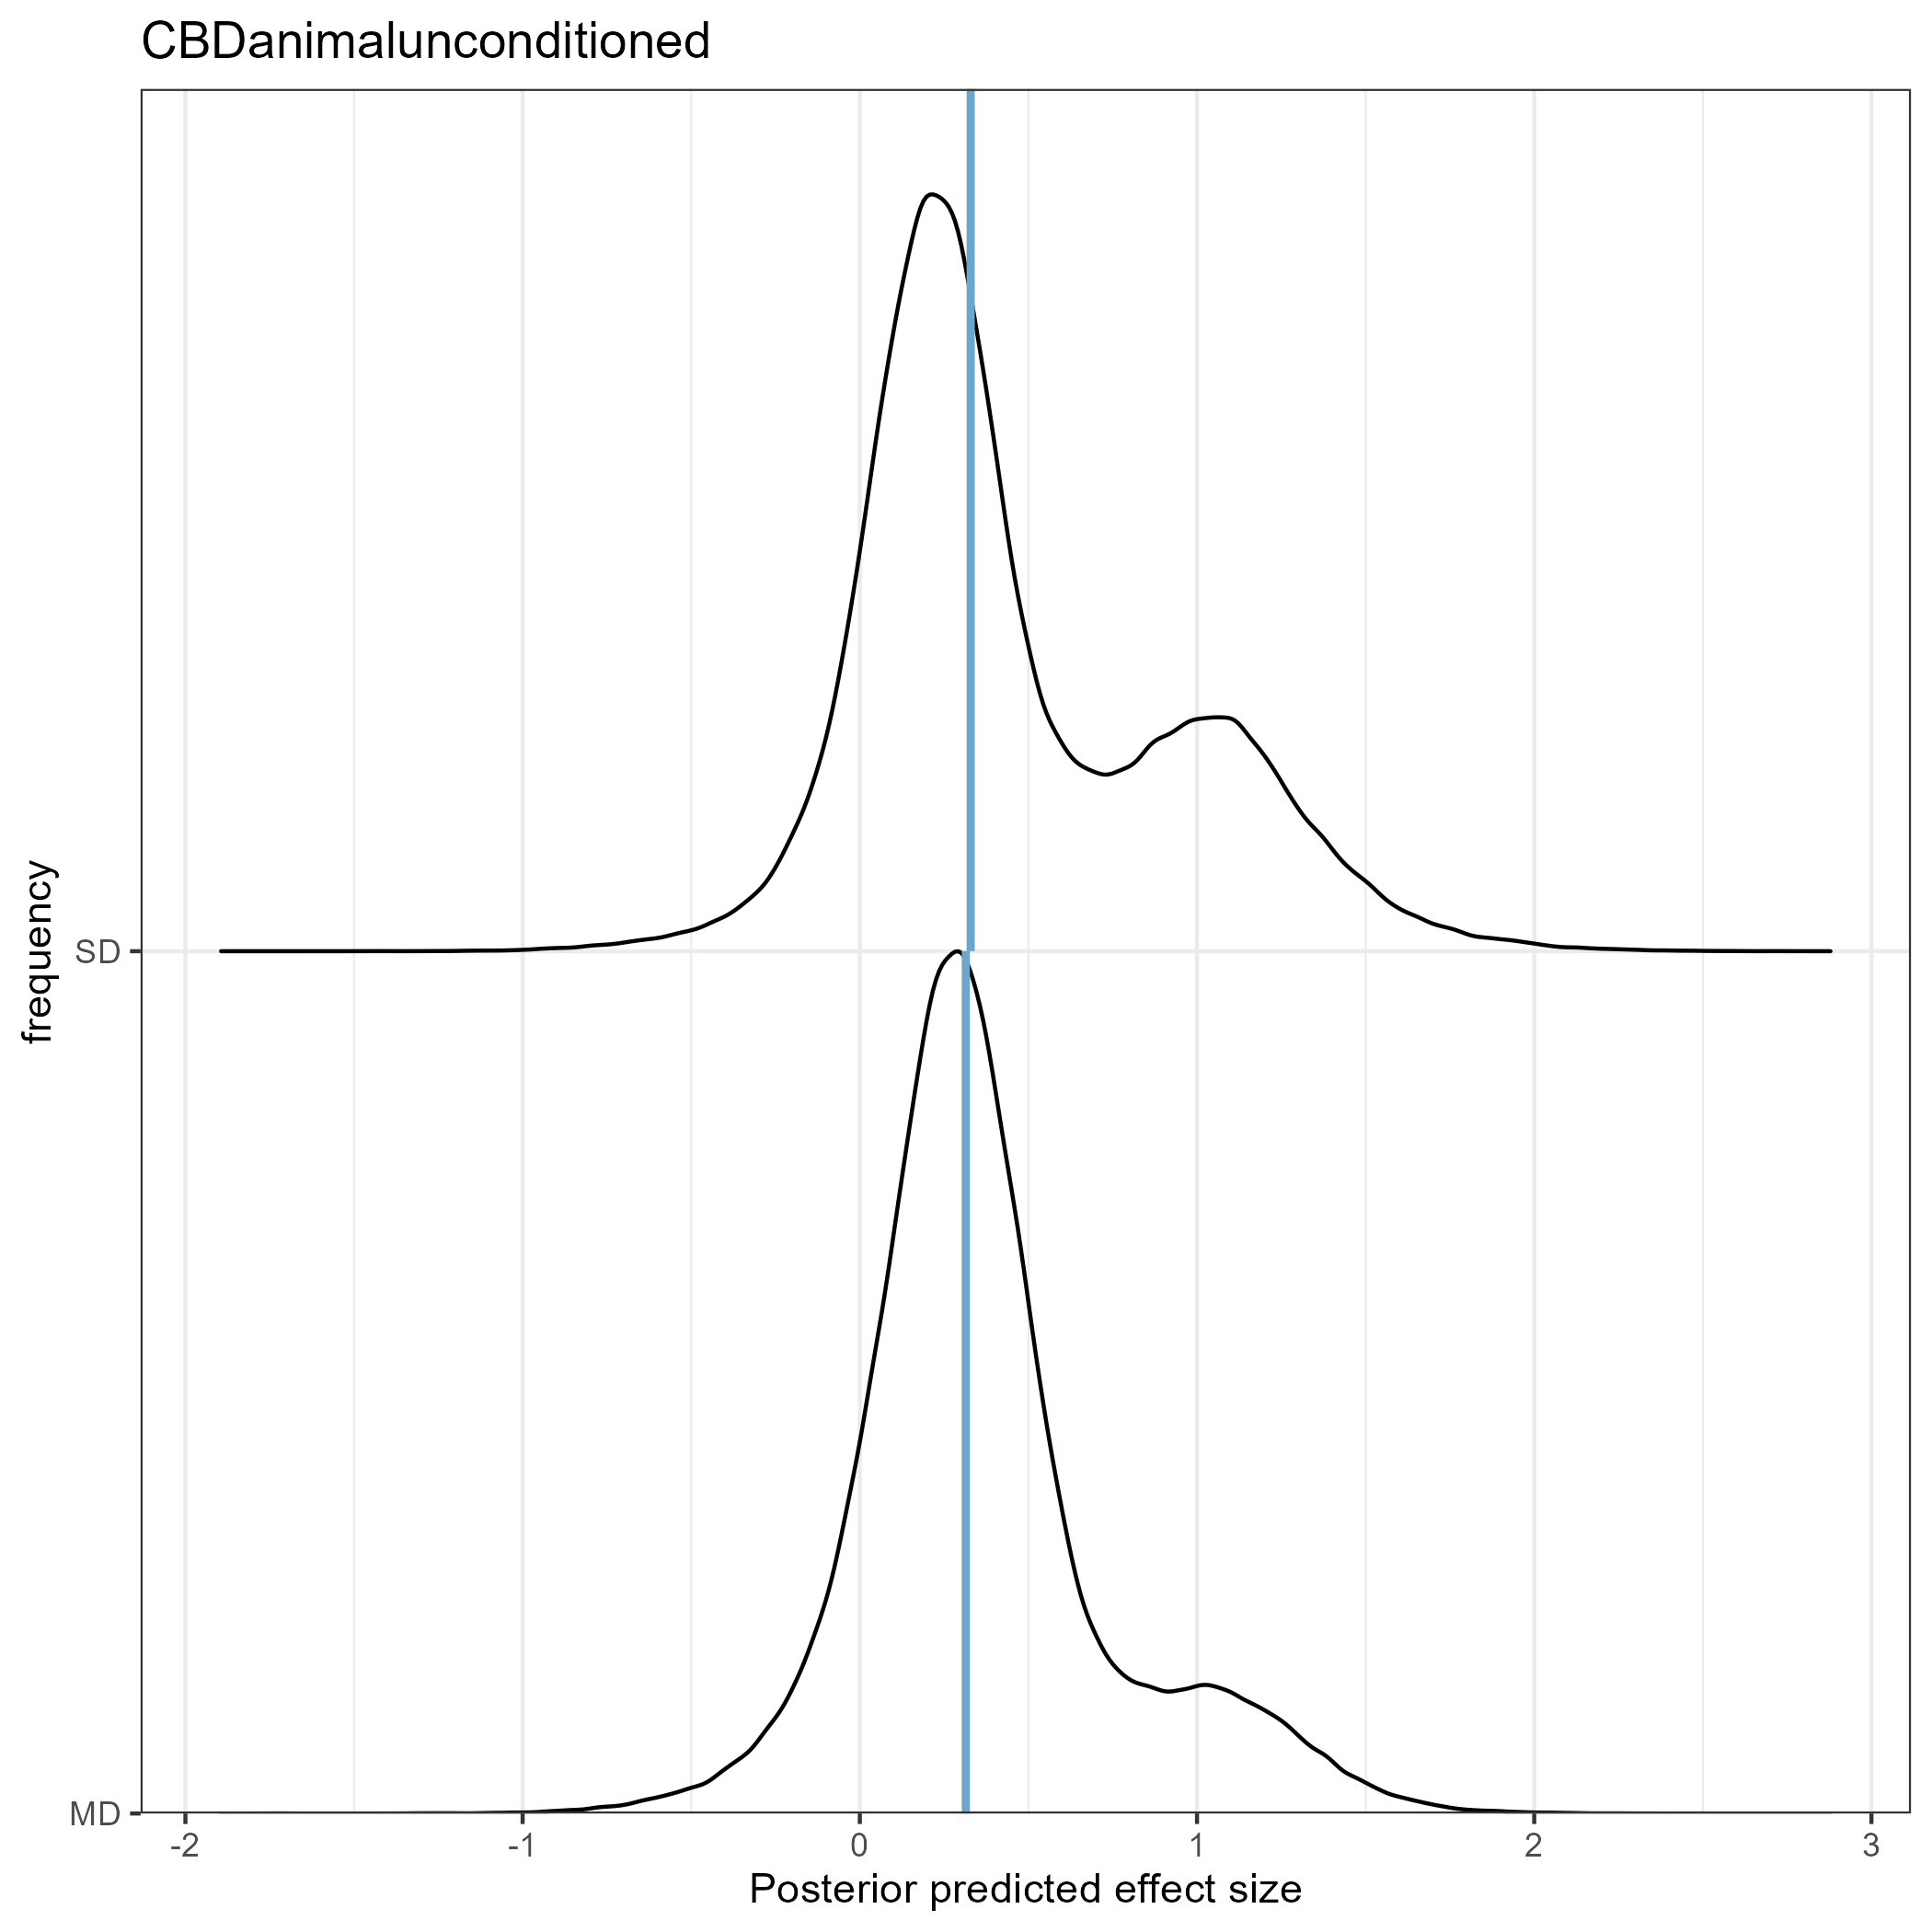 CBDanimalunconditioned
frequency
SD
MD
-2 -1 0 1 2 3
Posterior predicted effect size